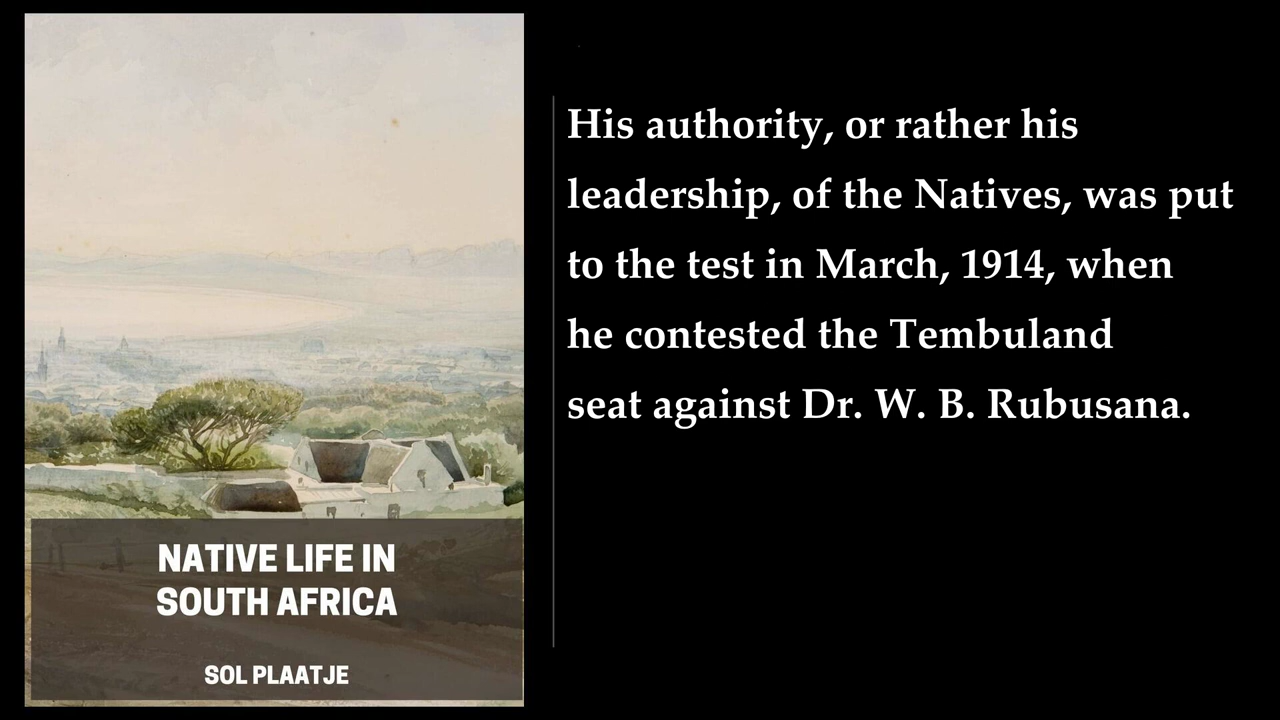 NATIVE LIFE IN
SOUTH AFRICA
SOL PLAATJE
His authority, or rather his
leadership, of the Natives, was put
to the test in March, 1914, when
he contested the Tembuland
seat against Dr. W. B. Rubusana.